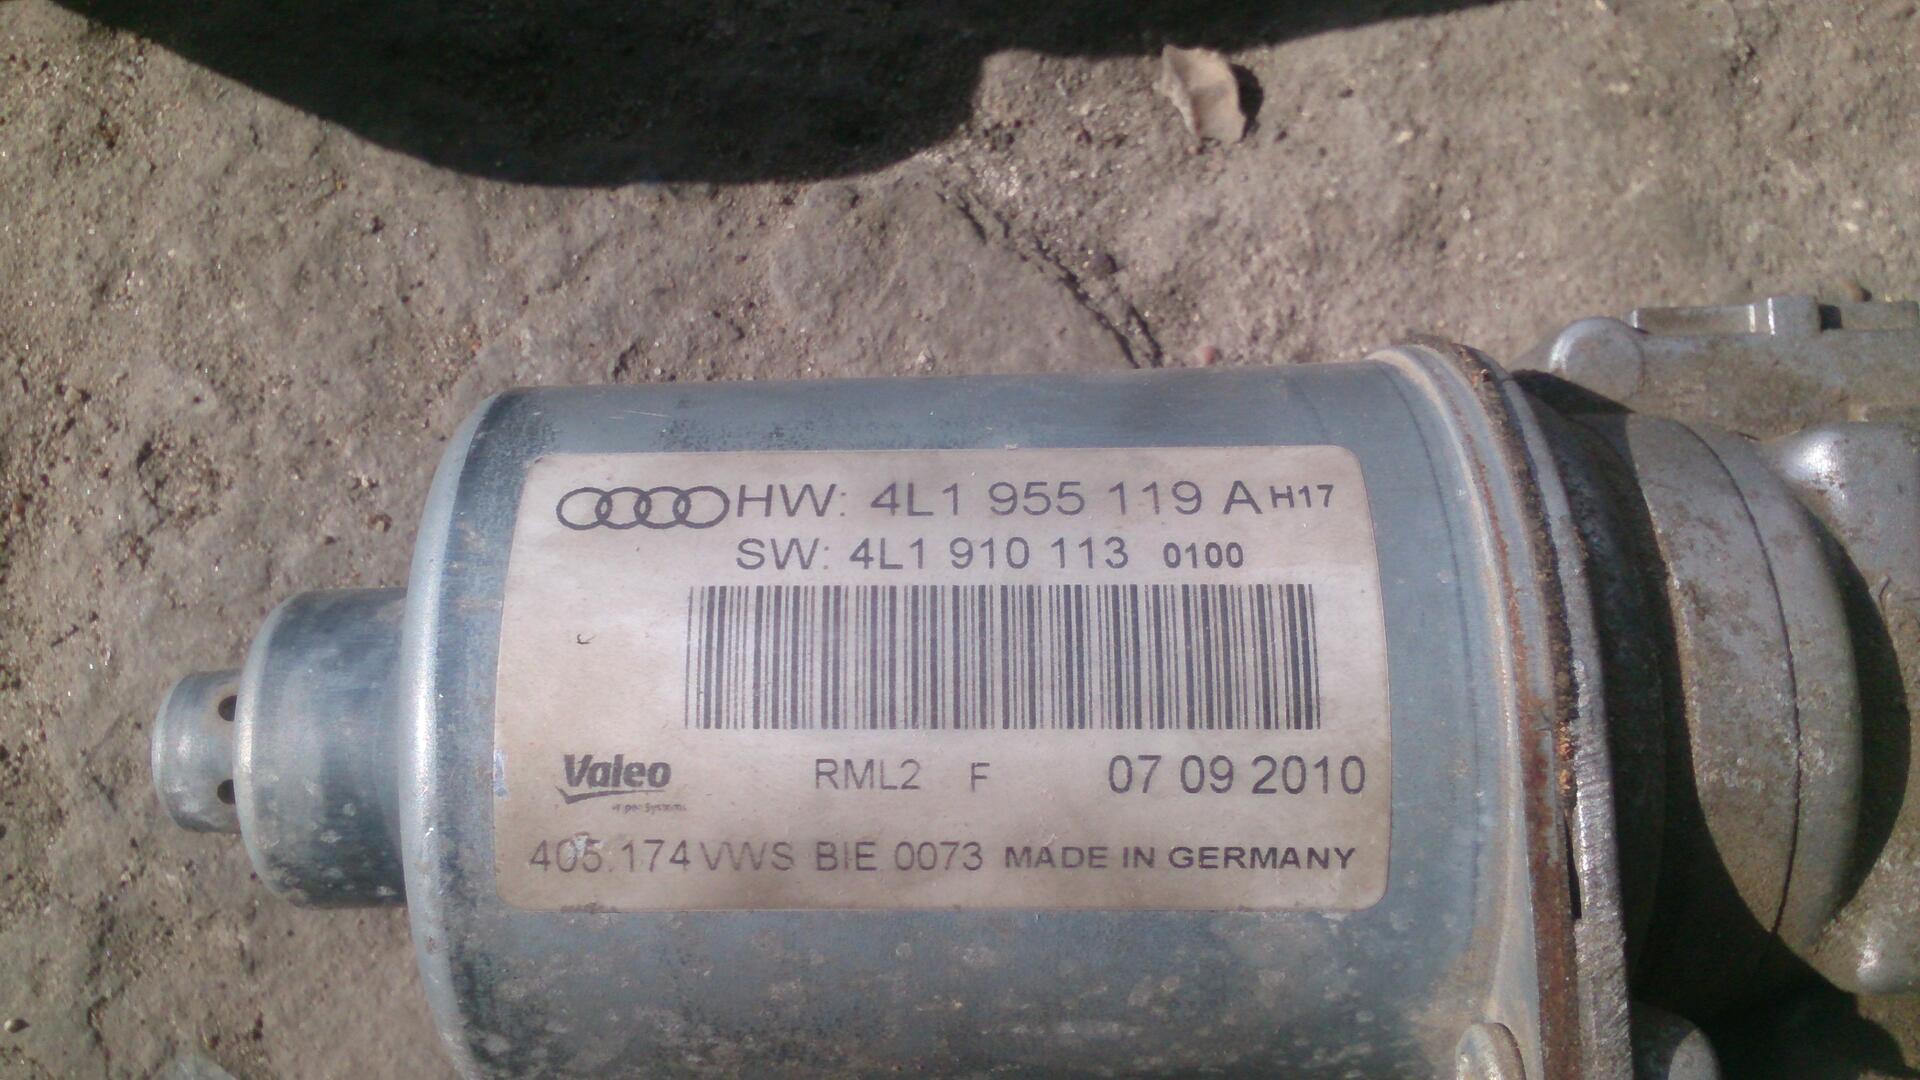 HW: 4L1 955 119 A H17
SW: 4L1 910 113 0100
Valeo RML2 F 07 09 2010
405.174 VWS BIE 0073 MADE IN GERMANY